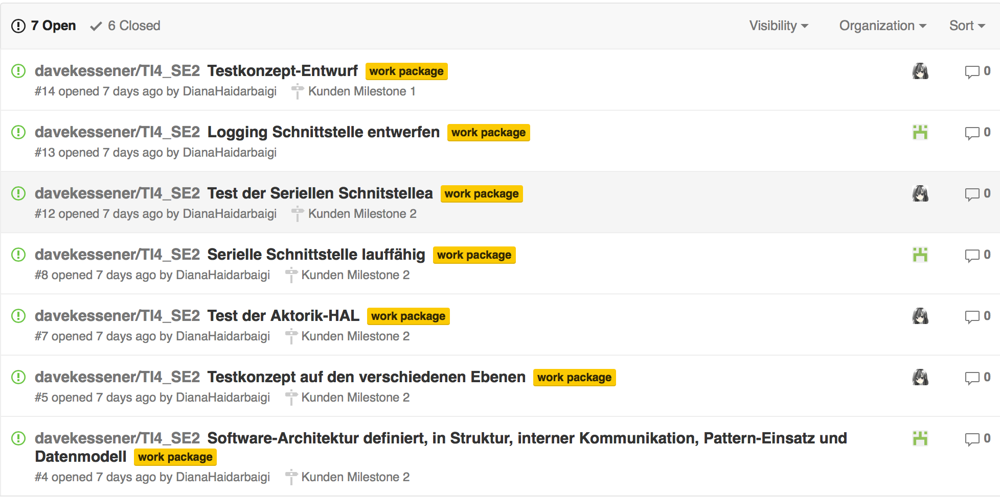 7 Open 6 Closed Visibility Organization Sort
davekessener/TI4_SE2 Testkonzept-Entwurf work package 0
#14 opened 7 days ago by DianaHaidarbaigi Kunden Milestone 1
davekessener/TI4_SE2 Logging Schnittstelle entwerfen work package 0
#13 opened 7 days ago by DianaHaidarbaigi
davekessener/TI4_SE2 Test der Seriellen Schnitstellea work package 0
#12 opened 7 days ago by DianaHaidarbaigi Kunden Milestone 2
davekessener/TI4_SE2 Serielle Schnittstelle lauffähig work package 0
#8 opened 7 days ago by DianaHaidarbaigi Kunden Milestone 2
davekessener/TI4_SE2 Test der Aktorik-HAL work package 0
#7 opened 7 days ago by DianaHaidarbaigi Kunden Milestone 2
davekessener/TI4_SE2 Testkonzept auf den verschiedenen Ebenen work package 0
#5 opened 7 days ago by DianaHaidarbaigi Kunden Milestone 2
davekessener/TI4_SE2 Software-Architektur definiert, in Struktur, interner Kommunikation, Pattern-Einsatz und 0
Datenmodell work package
#4 opened 7 days ago by DianaHaidarbaigi Kunden Milestone 2